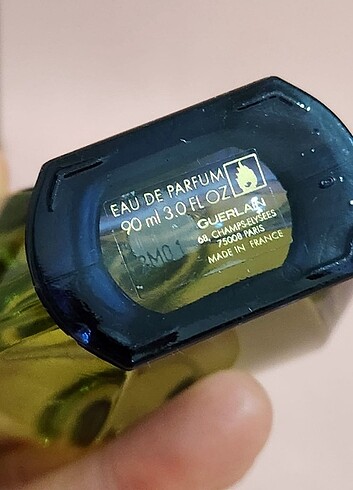 EAU DE PARFUM
90 ml 3.0 FL OZ
GUERLAIN
68, CHAMPS-ELYSÉES
75008 PARIS
MADE IN FRANCE